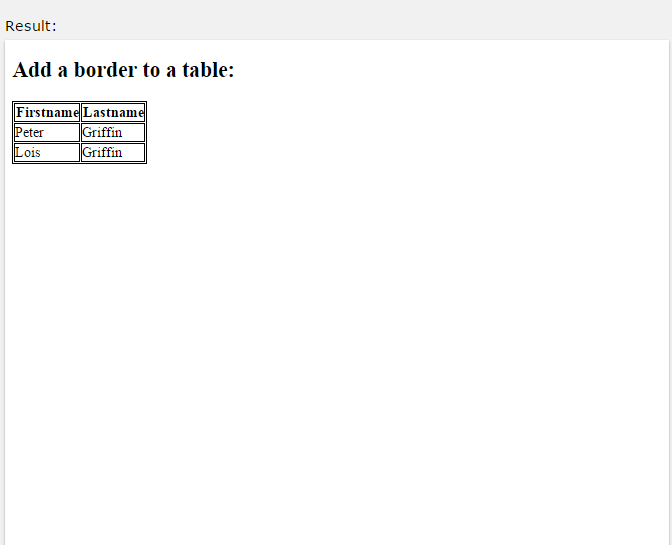 Result:
Add a border to a table:
Firstname Lastname
Peter Griffin
Lois Griffin